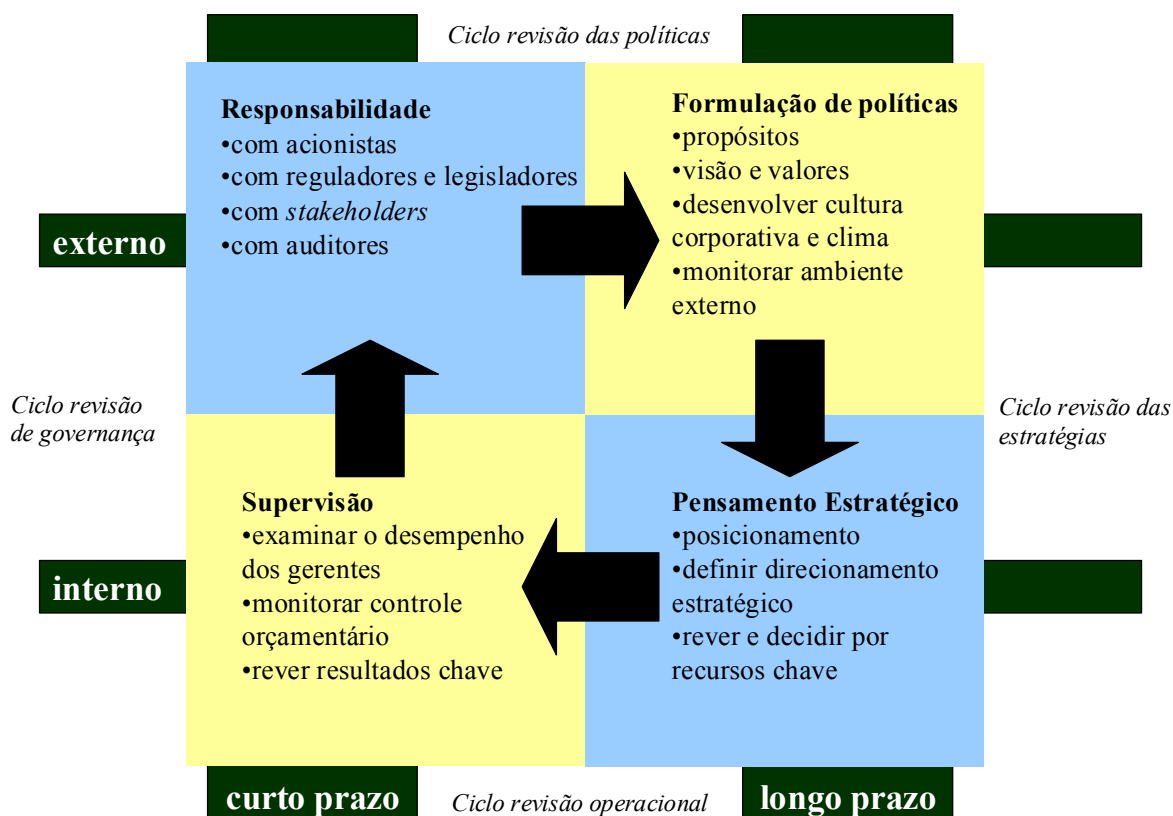 Ciclo revisão das políticas
Responsabilidade
•com acionistas
•com reguladores e legisladores
•com stakeholders
•com auditores
Formulação de políticas
•propósitos
•visão e valores
•desenvolver cultura
corporativa e clima
•monitorar ambiente
externo
externo
Ciclo revisão
de governança
Ciclo revisão das
estratégias
Supervisão
•examinar o desempenho
dos gerentes
•monitorar controle
orçamentário
•rever resultados chave
Pensamento Estratégico
•posicionamento
•definir direcionamento
estratégico
•rever e decidir por
recursos chave
interno
curto prazo
Ciclo revisão operacional
longo prazo